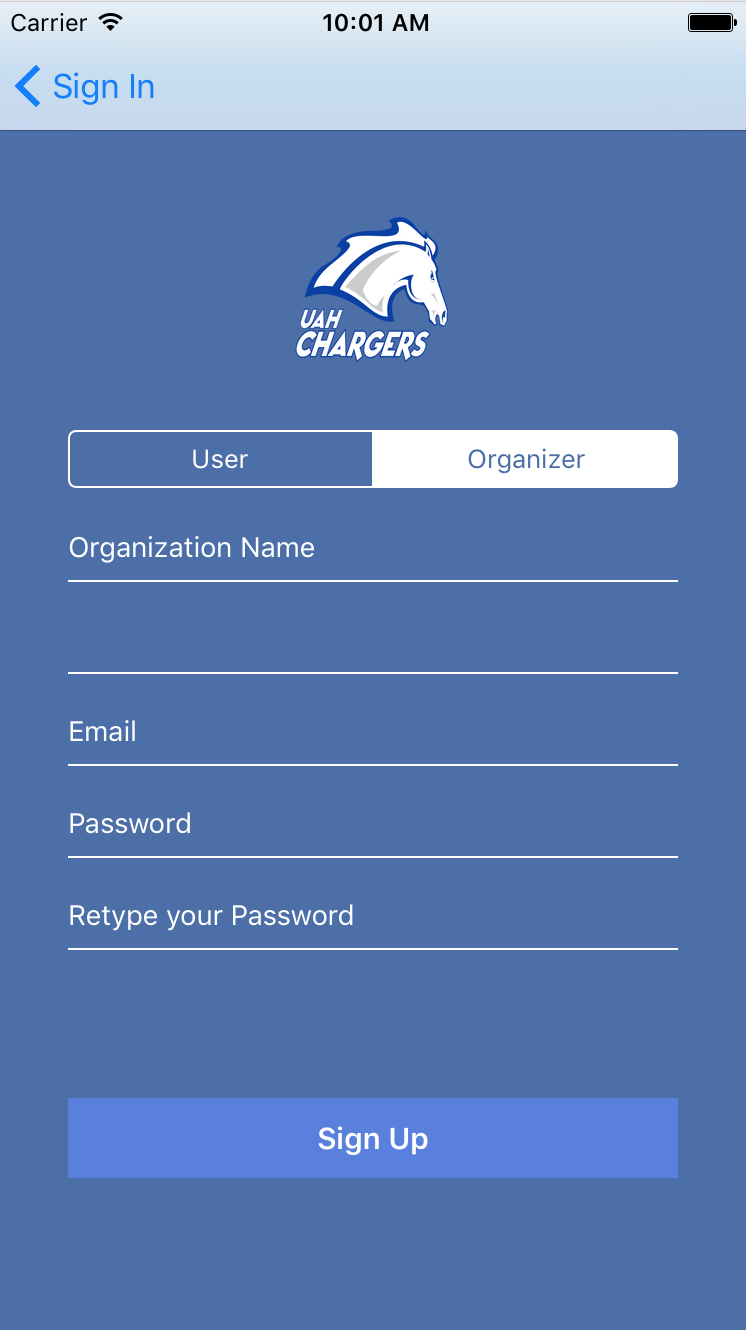 Carrier 10:01 AM
Sign In
UAH
CHARGERS
User Organizer
Organization Name
Email
Password
Retype your Password
Sign Up